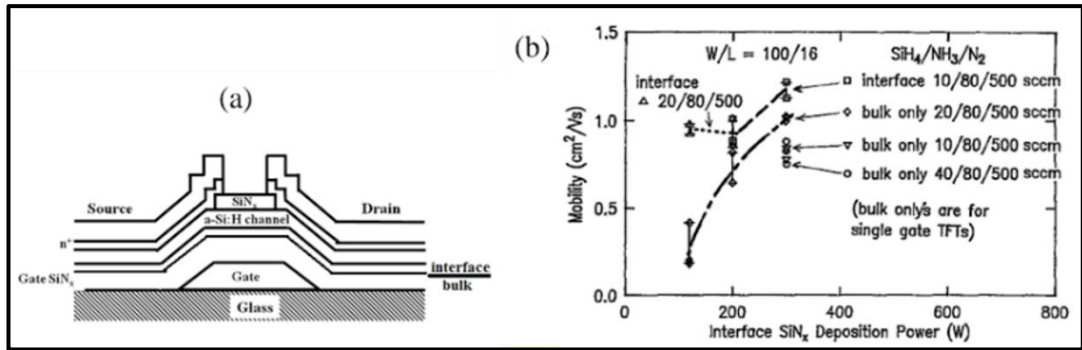 (a)
SiNₓ
Source
a-Si:H channel
Drain
n⁺
Gate SiNₓ
Gate
interface
bulk
Glass
(b)
1.5
1.0
0.5
0.0
Mobility (cm²/Vs)
W/L = 100/16
SiH₄/NH₃/N₂
interface
△ 20/80/500
interface 10/80/500 sccm
bulk only 20/80/500 sccm
bulk only 10/80/500 sccm
bulk only 40/80/500 sccm
(bulk only's are for
single gate TFTs)
0 200 400 600 800
Interface SiNₓ Deposition Power (W)